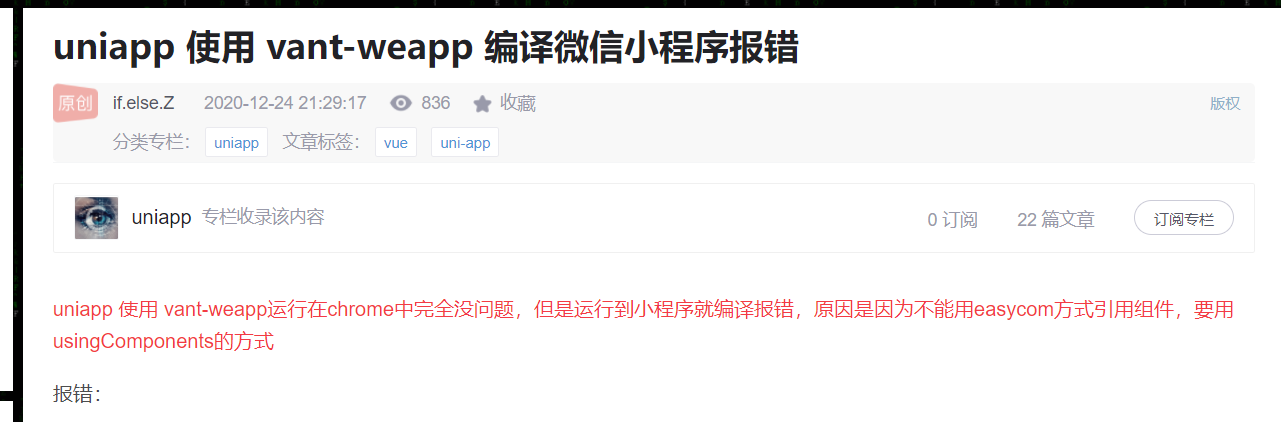 uniapp 使用 vant-weapp 编译微信小程序报错
原创 if.else.Z 2020-12-24 21:29:17 836 收藏 版权
分类专栏： uniapp 文章标签： vue uni-app
uniapp 专栏收录该内容 0 订阅 22 篇文章 订阅专栏
uniapp 使用 vant-weapp运行在chrome中完全没问题，但是运行到小程序就编译报错，原因是因为不能用easycom方式引用组件，要用
usingComponents的方式
报错：